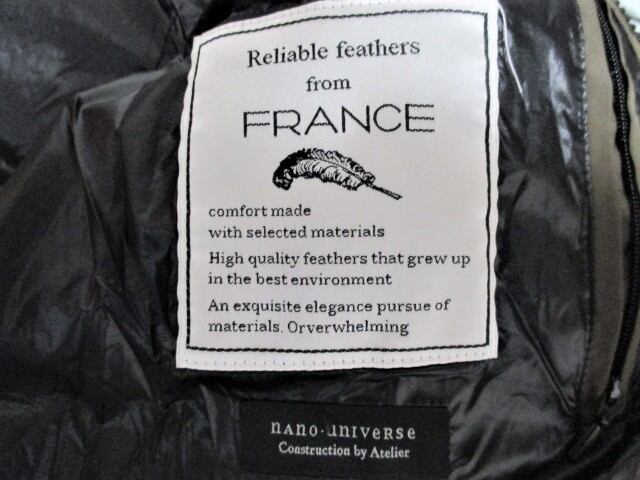 Reliable feathers
from
FRANCE
comfort made
with selected materials
High quality feathers that grew up
in the best environment
An exquisite elegance pursue of
materials. Orverwhelming
nano·universe
Construction by Atelier